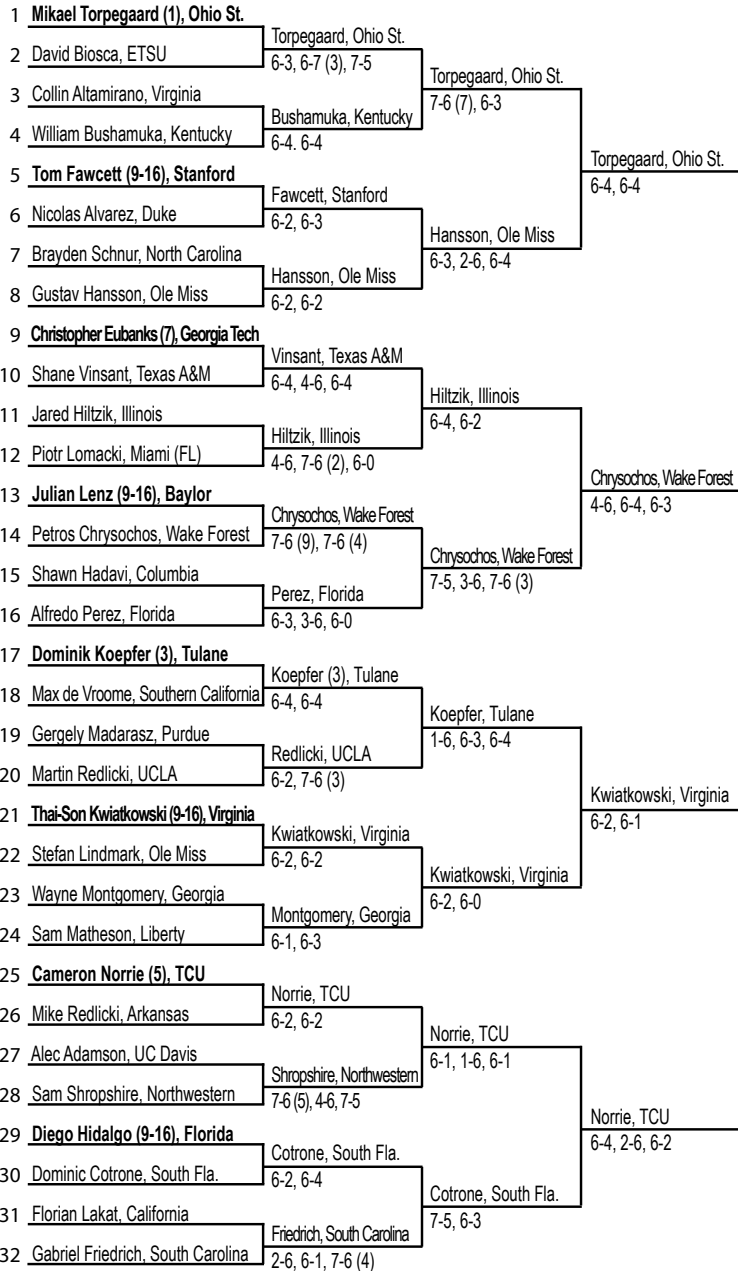 1 Mikael Torpegaard (1), Ohio St.
2 David Biosca, ETSU
3 Collin Altamirano, Virginia
4 William Bushamuka, Kentucky
5 Tom Fawcett (9-16), Stanford
6 Nicolas Alvarez, Duke
7 Brayden Schnur, North Carolina
8 Gustav Hansson, Ole Miss
9 Christopher Eubanks (7), Georgia Tech
10 Shane Vinsant, Texas A&M
11 Jared Hiltzik, Illinois
12 Piotr Lomacki, Miami (FL)
13 Julian Lenz (9-16), Baylor
14 Petros Chrysochos, Wake Forest
15 Shawn Hadavi, Columbia
16 Alfredo Perez, Florida
17 Dominik Koepfer (3), Tulane
18 Max de Vroome, Southern California
19 Gergely Madarasz, Purdue
20 Martin Redlicki, UCLA
21 Thai-Son Kwiatkowski (9-16), Virginia
22 Stefan Lindmark, Ole Miss
23 Wayne Montgomery, Georgia
24 Sam Matheson, Liberty
25 Cameron Norrie (5), TCU
26 Mike Redlicki, Arkansas
27 Alec Adamson, UC Davis
28 Sam Shropshire, Northwestern
29 Diego Hidalgo (9-16), Florida
30 Dominic Cotrone, South Fla.
31 Florian Lakat, California
32 Gabriel Friedrich, South Carolina
Torpegaard, Ohio St.
6-3, 6-7 (3), 7-5
Bushamuka, Kentucky
6-4. 6-4
Fawcett, Stanford
6-2, 6-3
Hansson, Ole Miss
6-2, 6-2
Vinsant, Texas A&M
6-4, 4-6, 6-4
Hiltzik, Illinois
4-6, 7-6 (2), 6-0
Chrysochos, Wake Forest
7-6 (9), 7-6 (4)
Perez, Florida
6-3, 3-6, 6-0
Koepfer (3), Tulane
6-4, 6-4
Redlicki, UCLA
6-2, 7-6 (3)
Kwiatkowski, Virginia
6-2, 6-2
Montgomery, Georgia
6-1, 6-3
Norrie, TCU
6-2, 6-2
Shropshire, Northwestern
7-6 (5), 4-6, 7-5
Cotrone, South Fla.
6-2, 6-4
Friedrich, South Carolina
2-6, 6-1, 7-6 (4)
Torpegaard, Ohio St.
7-6 (7), 6-3
Hansson, Ole Miss
6-3, 2-6, 6-4
Hiltzik, Illinois
6-4, 6-2
Chrysochos, Wake Forest
7-5, 3-6, 7-6 (3)
Koepfer, Tulane
1-6, 6-3, 6-4
Kwiatkowski, Virginia
6-2, 6-0
Norrie, TCU
6-1, 1-6, 6-1
Cotrone, South Fla.
7-5, 6-3
Torpegaard, Ohio St.
6-4, 6-4
Chrysochos, Wake Forest
4-6, 6-4, 6-3
Kwiatkowski, Virginia
6-2, 6-1
Norrie, TCU
6-4, 2-6, 6-2